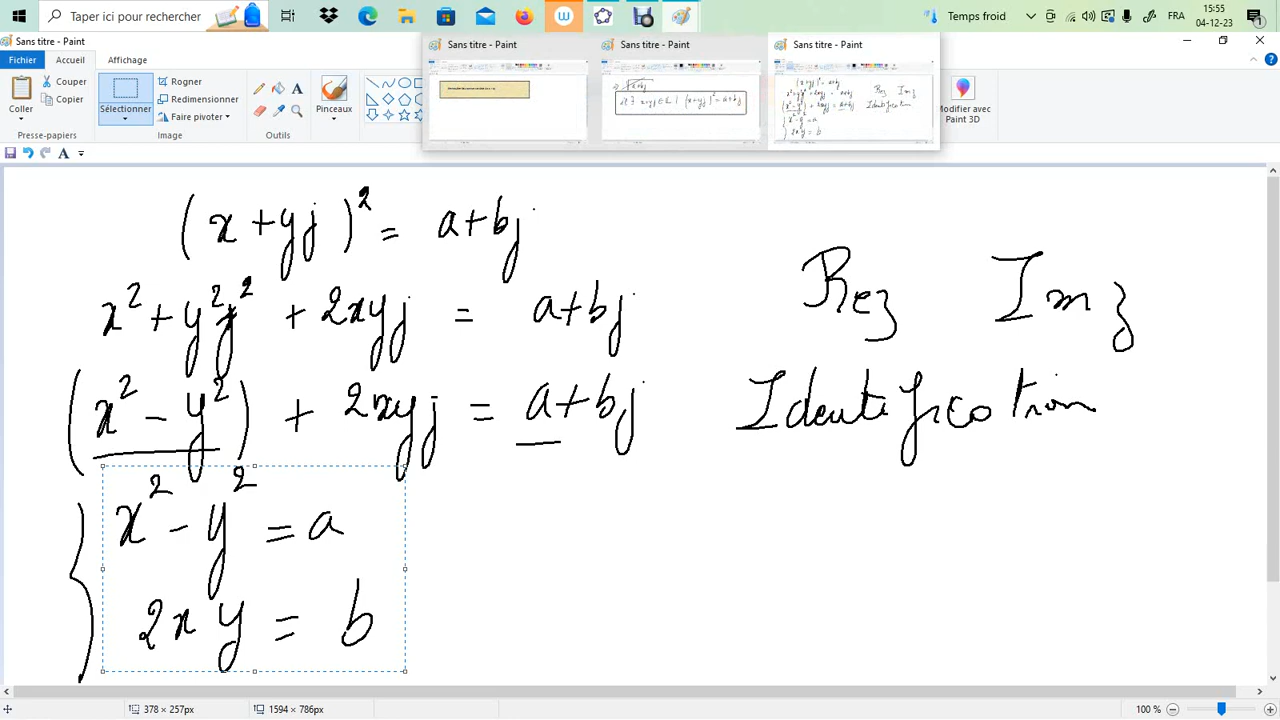 Taper ici pour rechercher
Temps froid
FRA
15:55
04-12-23
Sans titre - Paint
Sans titre - Paint
Sans titre - Paint
Sans titre - Paint
Fichier
Accueil
Affichage
Coller
Couper
Copier
Presse-papiers
Sélectionner
Rogner
Redimensionner
Faire pivoter
Image
Outils
Pinceaux
Modifier avec
Paint 3D
(x + yj)² = a+bj
x² + y²j² + 2xyj = a+bj
Rez Im z
(x² - y²) + 2xyj = a+bj
Identification
x² - y² = a
2xy = b
378 × 257px
1594 × 786px
100 %